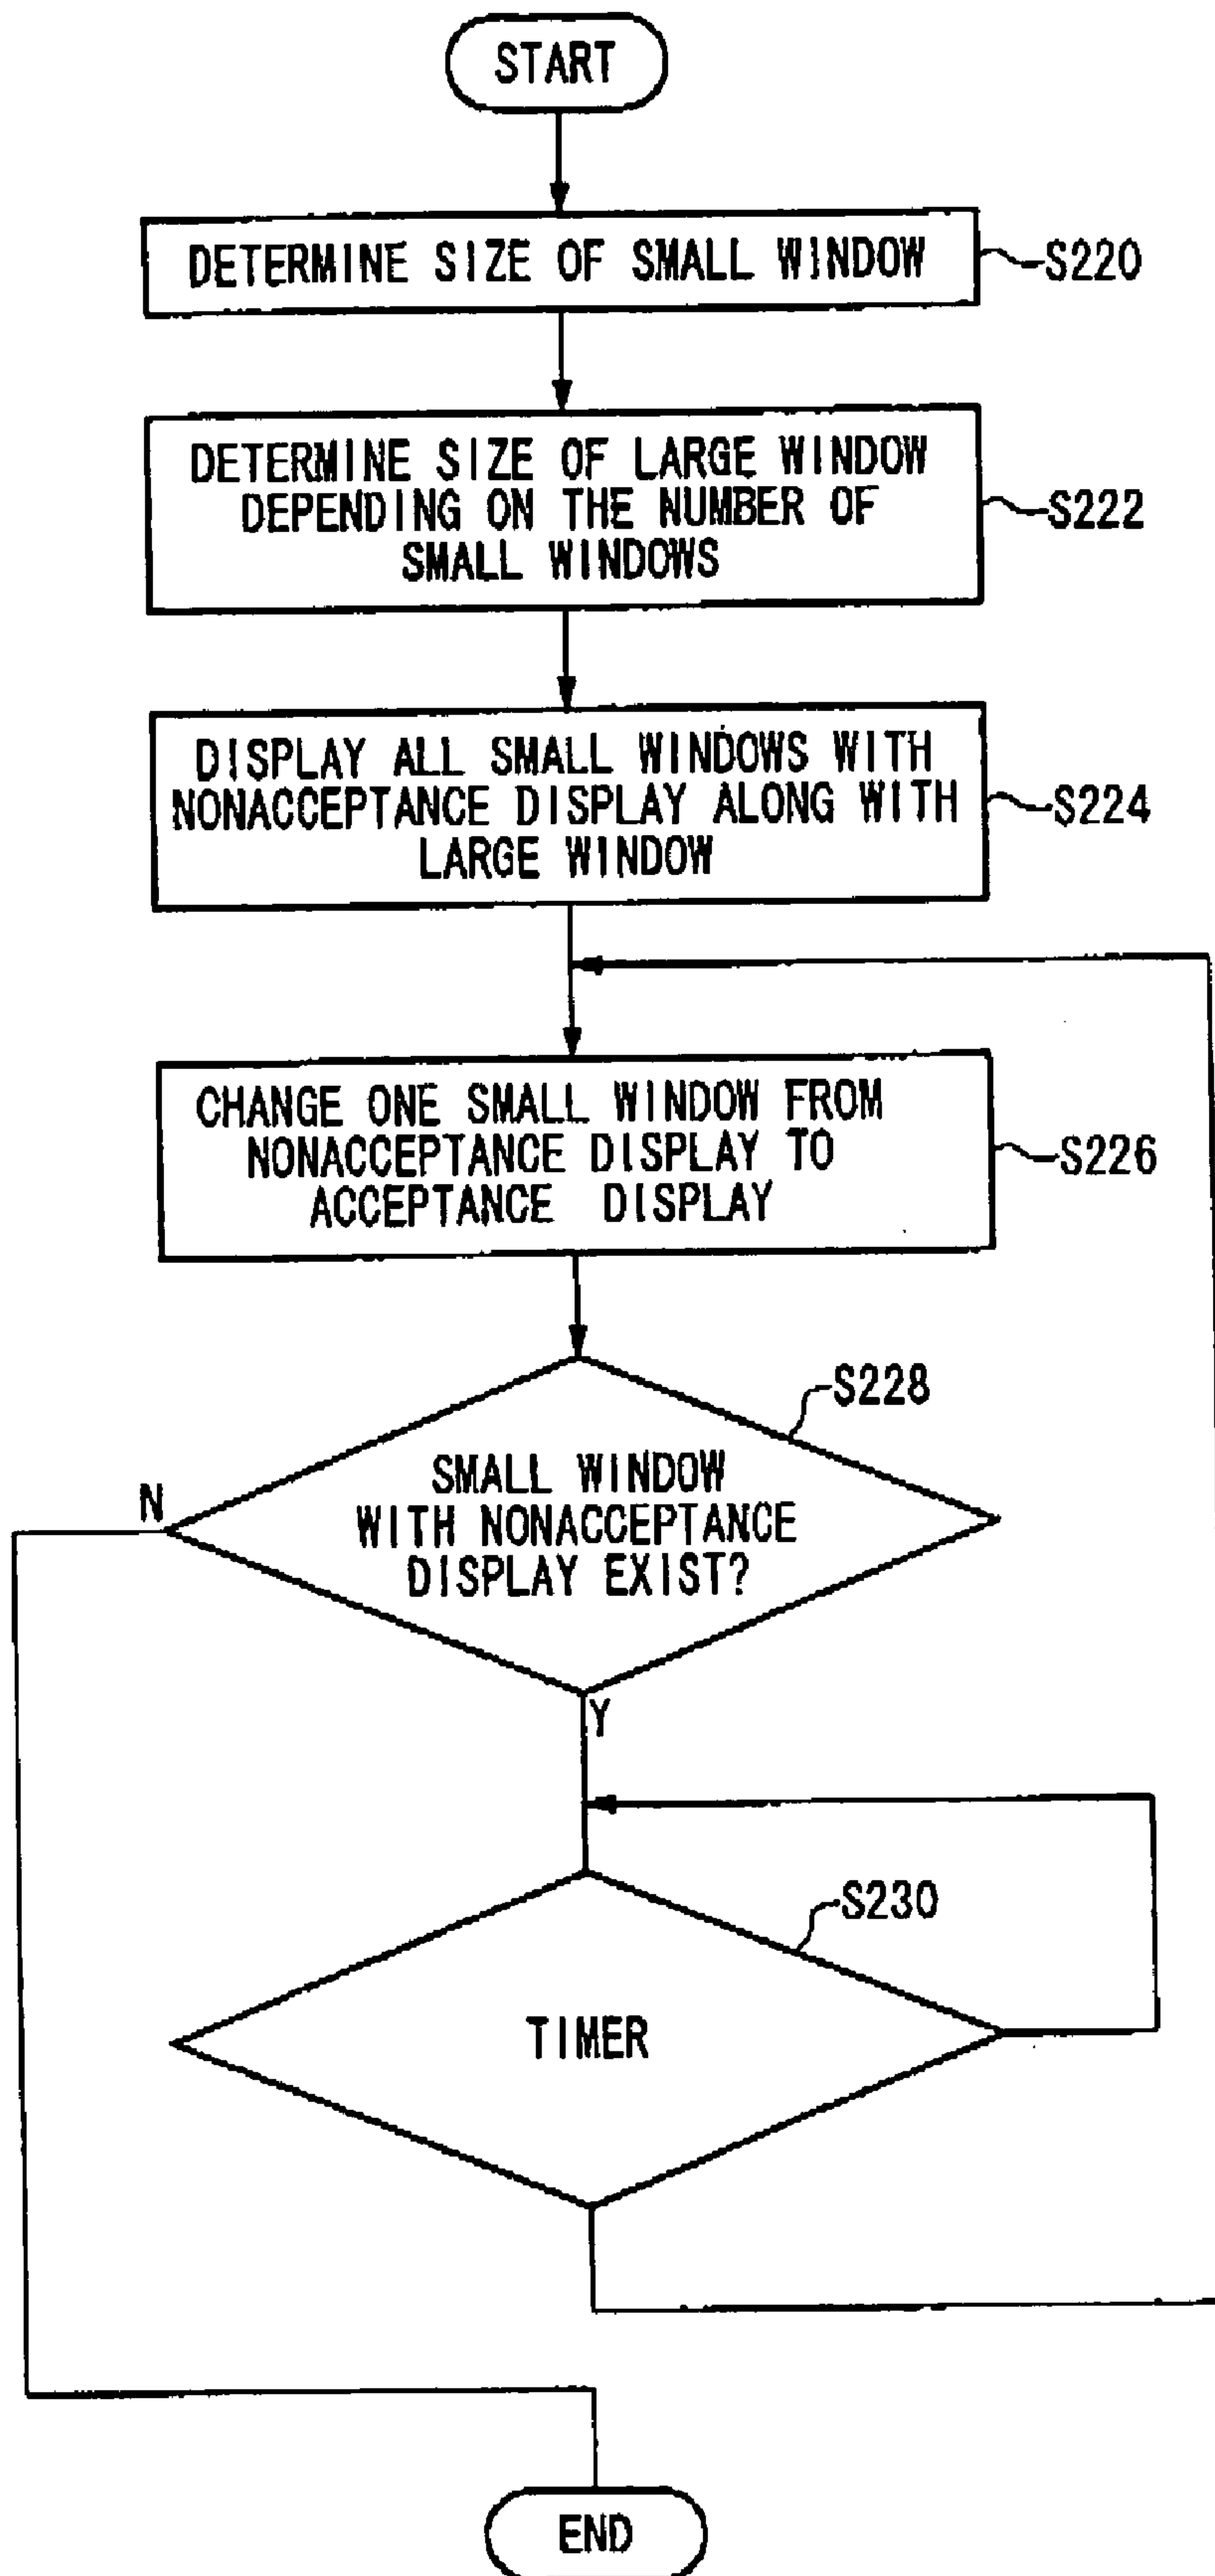 START
DETERMINE SIZE OF SMALL WINDOW
S220
DETERMINE SIZE OF LARGE WINDOW
DEPENDING ON THE NUMBER OF
SMALL WINDOWS
S222
DISPLAY ALL SMALL WINDOWS WITH
NONACCEPTANCE DISPLAY ALONG WITH
LARGE WINDOW
S224
CHANGE ONE SMALL WINDOW FROM
NONACCEPTANCE DISPLAY TO
ACCEPTANCE DISPLAY
S226
S228
SMALL WINDOW
WITH NONACCEPTANCE
DISPLAY EXIST?
N
Y
S230
TIMER
END